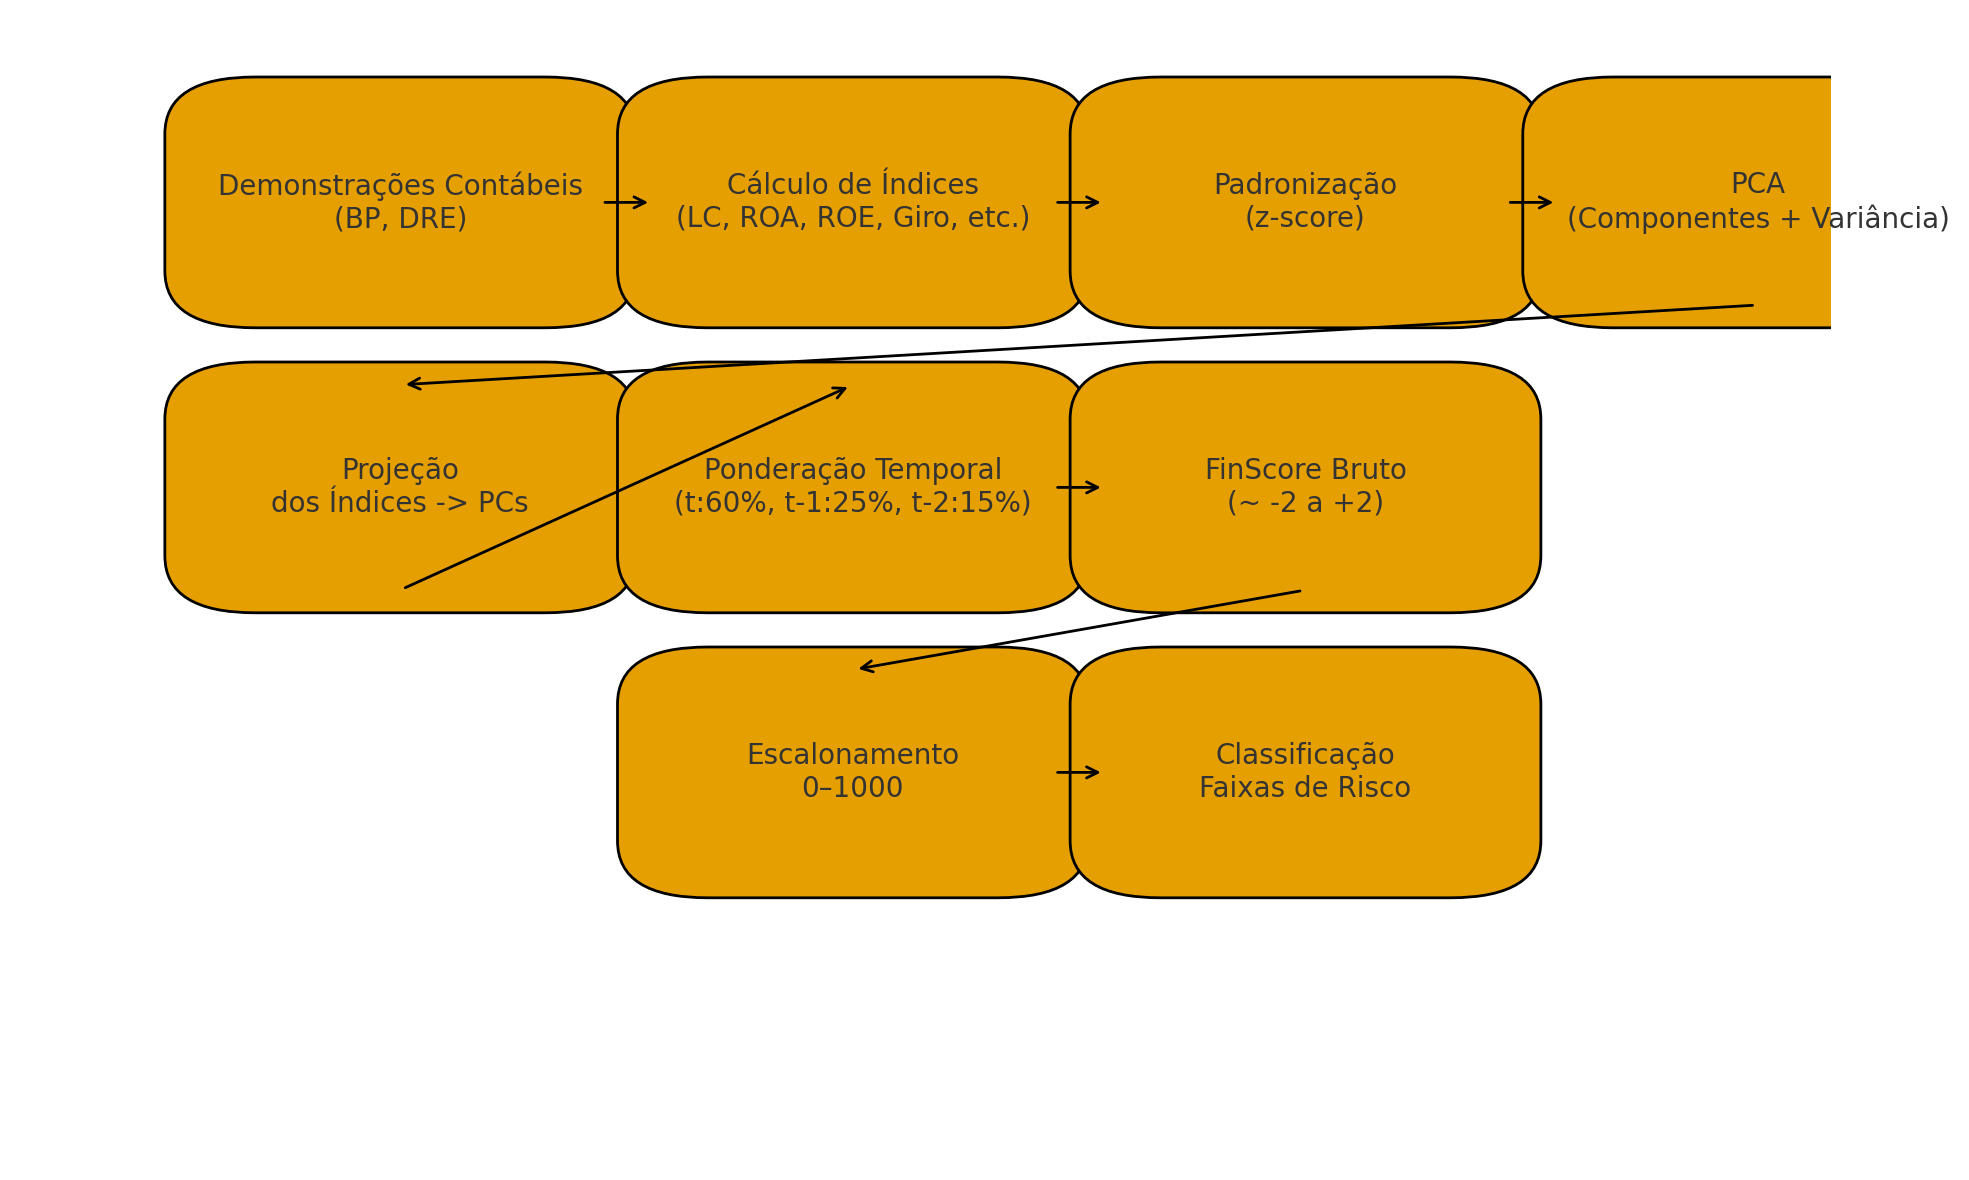 Demonstrações Contábeis
(BP, DRE)
Cálculo de Índices
(LC, ROA, ROE, Giro, etc.)
Padronização
(z-score)
PCA
(Componentes + Variância)
Projeção
dos Índices -> PCs
Ponderação Temporal
(t:60%, t-1:25%, t-2:15%)
FinScore Bruto
(~ -2 a +2)
Escalonamento
0–1000
Classificação
Faixas de Risco